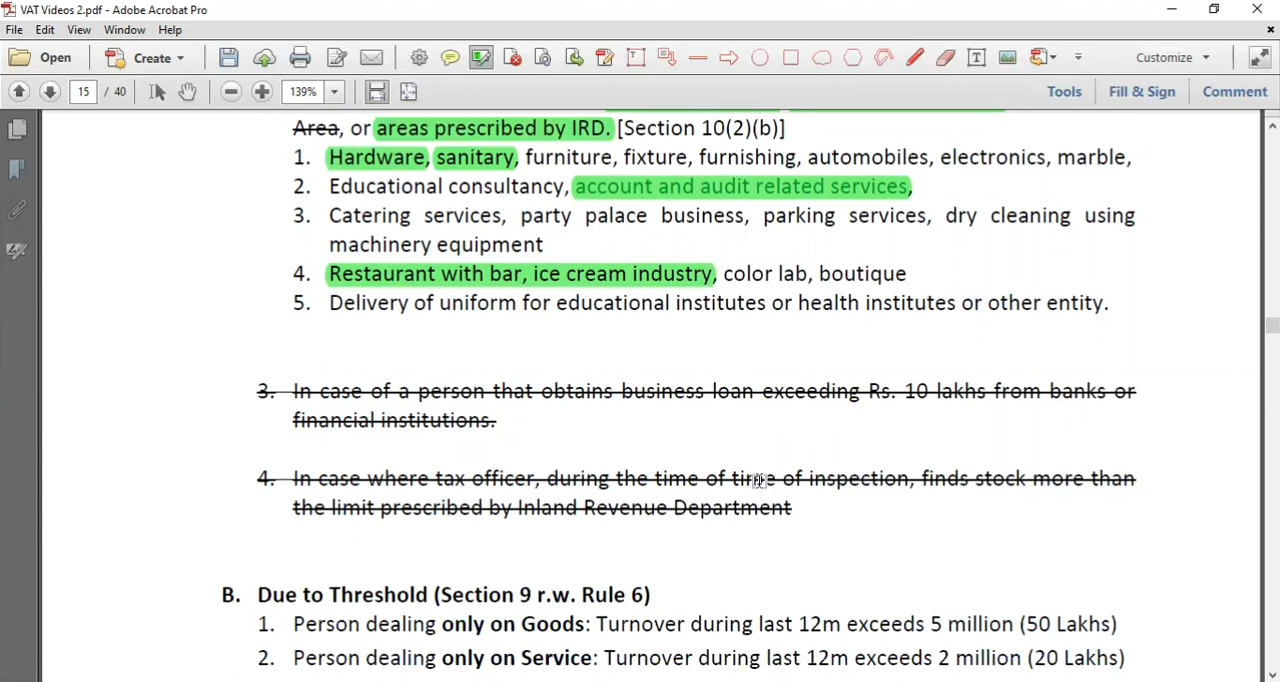 VAT Videos 2.pdf - Adobe Acrobat Pro
File Edit View Window Help
Open Create Customize
15 / 40 139% Tools Fill & Sign Comment
Area, or areas prescribed by IRD. [Section 10(2)(b)]
1. Hardware, sanitary, furniture, fixture, furnishing, automobiles, electronics, marble,
2. Educational consultancy, account and audit related services,
3. Catering services, party palace business, parking services, dry cleaning using
machinery equipment
4. Restaurant with bar, ice cream industry, color lab, boutique
5. Delivery of uniform for educational institutes or health institutes or other entity.
3. In case of a person that obtains business loan exceeding Rs. 10 lakhs from banks or
financial institutions.
4. In case where tax officer, during the time of time of inspection, finds stock more than
the limit prescribed by Inland Revenue Department
B. Due to Threshold (Section 9 r.w. Rule 6)
1. Person dealing only on Goods: Turnover during last 12m exceeds 5 million (50 Lakhs)
2. Person dealing only on Service: Turnover during last 12m exceeds 2 million (20 Lakhs)